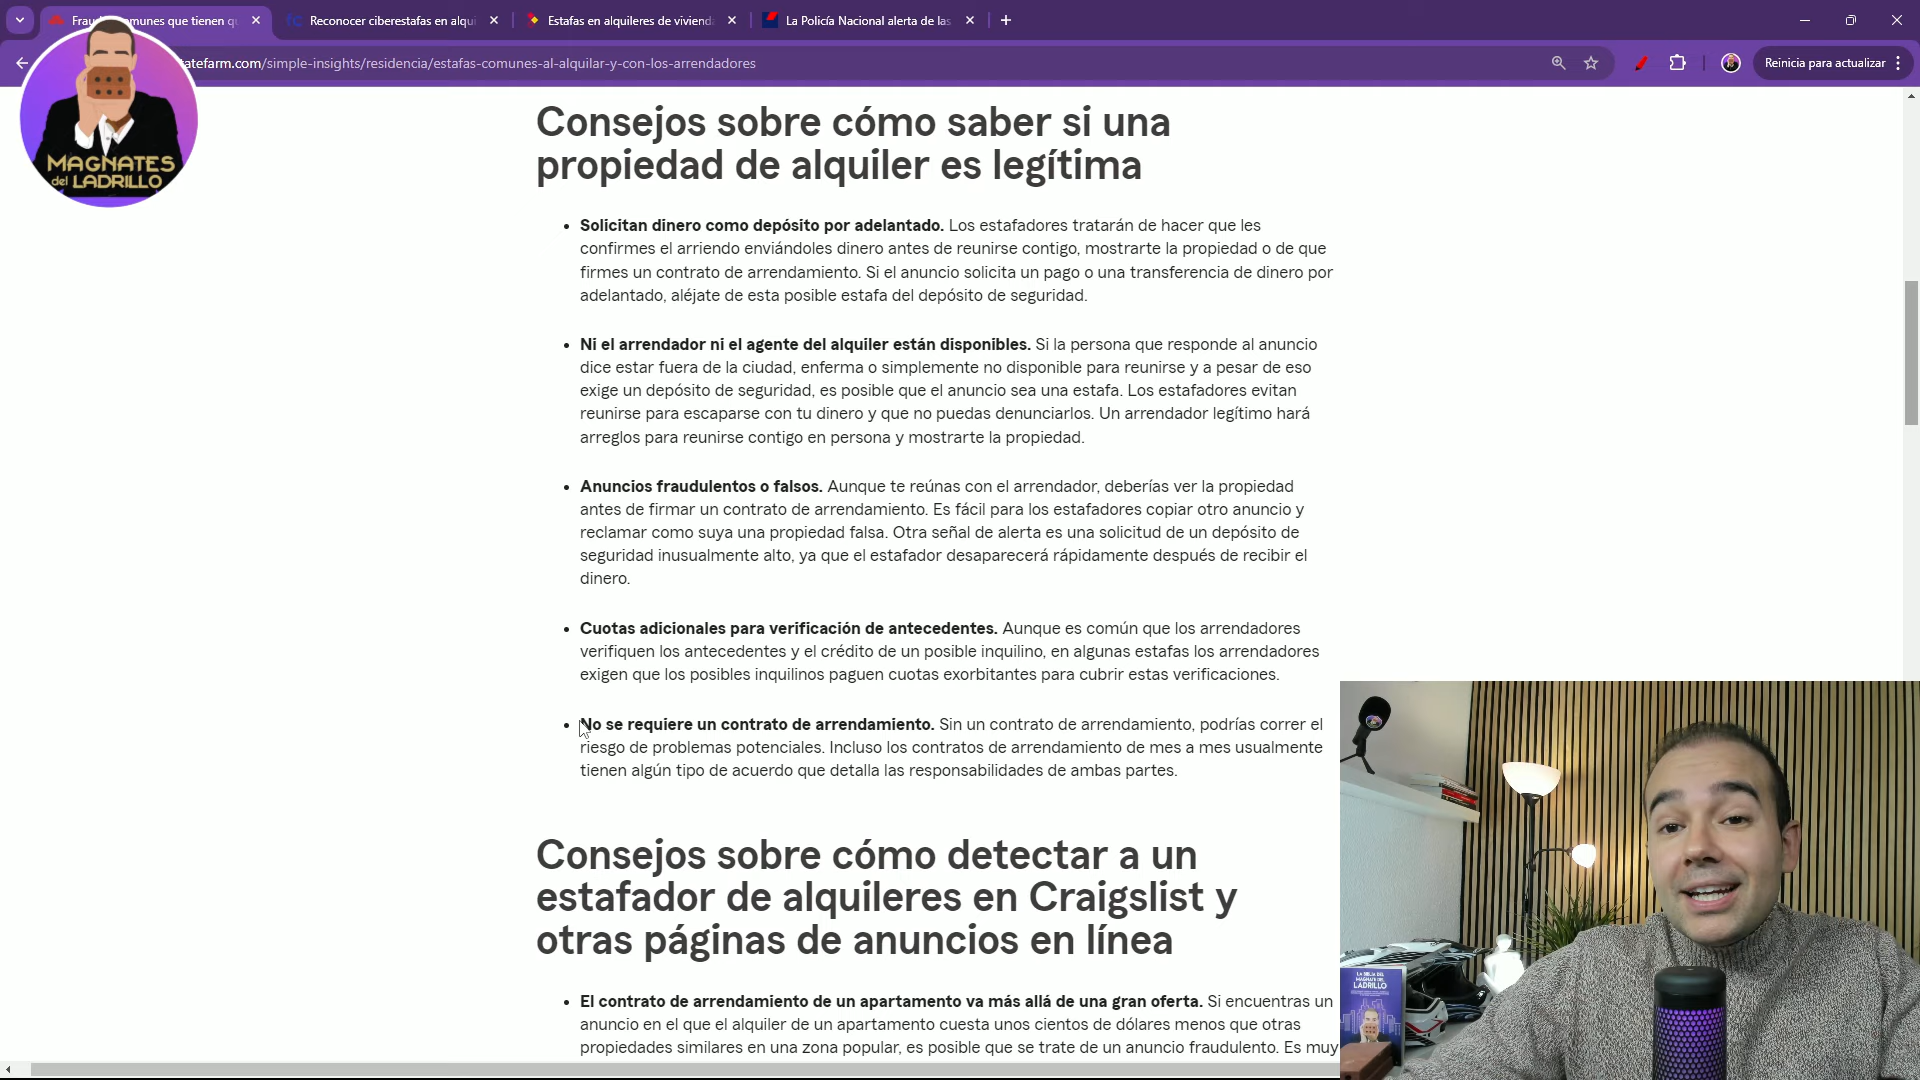 Reconocer ciberestafas en alqui
Estafas en alquileres de vivienda
La Policía Nacional alerta de las
atefarm.com/simple-insights/residencia/estafas-comunes-al-alquilar-y-con-los-arrendadores
Reinicia para actualizar
MAGNATES
del LADRILLO
Consejos sobre cómo saber si una
propiedad de alquiler es legítima
• Solicitan dinero como depósito por adelantado. Los estafadores tratarán de hacer que les
confirmes el arriendo enviándoles dinero antes de reunirse contigo, mostrarte la propiedad o de que
firmes un contrato de arrendamiento. Si el anuncio solicita un pago o una transferencia de dinero por
adelantado, aléjate de esta posible estafa del depósito de seguridad.
• Ni el arrendador ni el agente del alquiler están disponibles. Si la persona que responde al anuncio
dice estar fuera de la ciudad, enferma o simplemente no disponible para reunirse y a pesar de eso
exige un depósito de seguridad, es posible que el anuncio sea una estafa. Los estafadores evitan
reunirse para escaparse con tu dinero y que no puedas denunciarlos. Un arrendador legítimo hará
arreglos para reunirse contigo en persona y mostrarte la propiedad.
• Anuncios fraudulentos o falsos. Aunque te reúnas con el arrendador, deberías ver la propiedad
antes de firmar un contrato de arrendamiento. Es fácil para los estafadores copiar otro anuncio y
reclamar como suya una propiedad falsa. Otra señal de alerta es una solicitud de un depósito de
seguridad inusualmente alto, ya que el estafador desaparecerá rápidamente después de recibir el
dinero.
• Cuotas adicionales para verificación de antecedentes. Aunque es común que los arrendadores
verifiquen los antecedentes y el crédito de un posible inquilino, en algunas estafas los arrendadores
exigen que los posibles inquilinos paguen cuotas exorbitantes para cubrir estas verificaciones.
• No se requiere un contrato de arrendamiento. Sin un contrato de arrendamiento, podrías correr el
riesgo de problemas potenciales. Incluso los contratos de arrendamiento de mes a mes usualmente
tienen algún tipo de acuerdo que detalla las responsabilidades de ambas partes.
Consejos sobre cómo detectar a un
estafador de alquileres en Craigslist y
otras páginas de anuncios en línea
• El contrato de arrendamiento de un apartamento va más allá de una gran oferta. Si encuentras un
anuncio en el que el alquiler de un apartamento cuesta unos cientos de dólares menos que otras
propiedades similares en una zona popular, es posible que se trate de un anuncio fraudulento. Es muy
LA BIBLIA DEL
MAGNATE DEL
LADRILLO